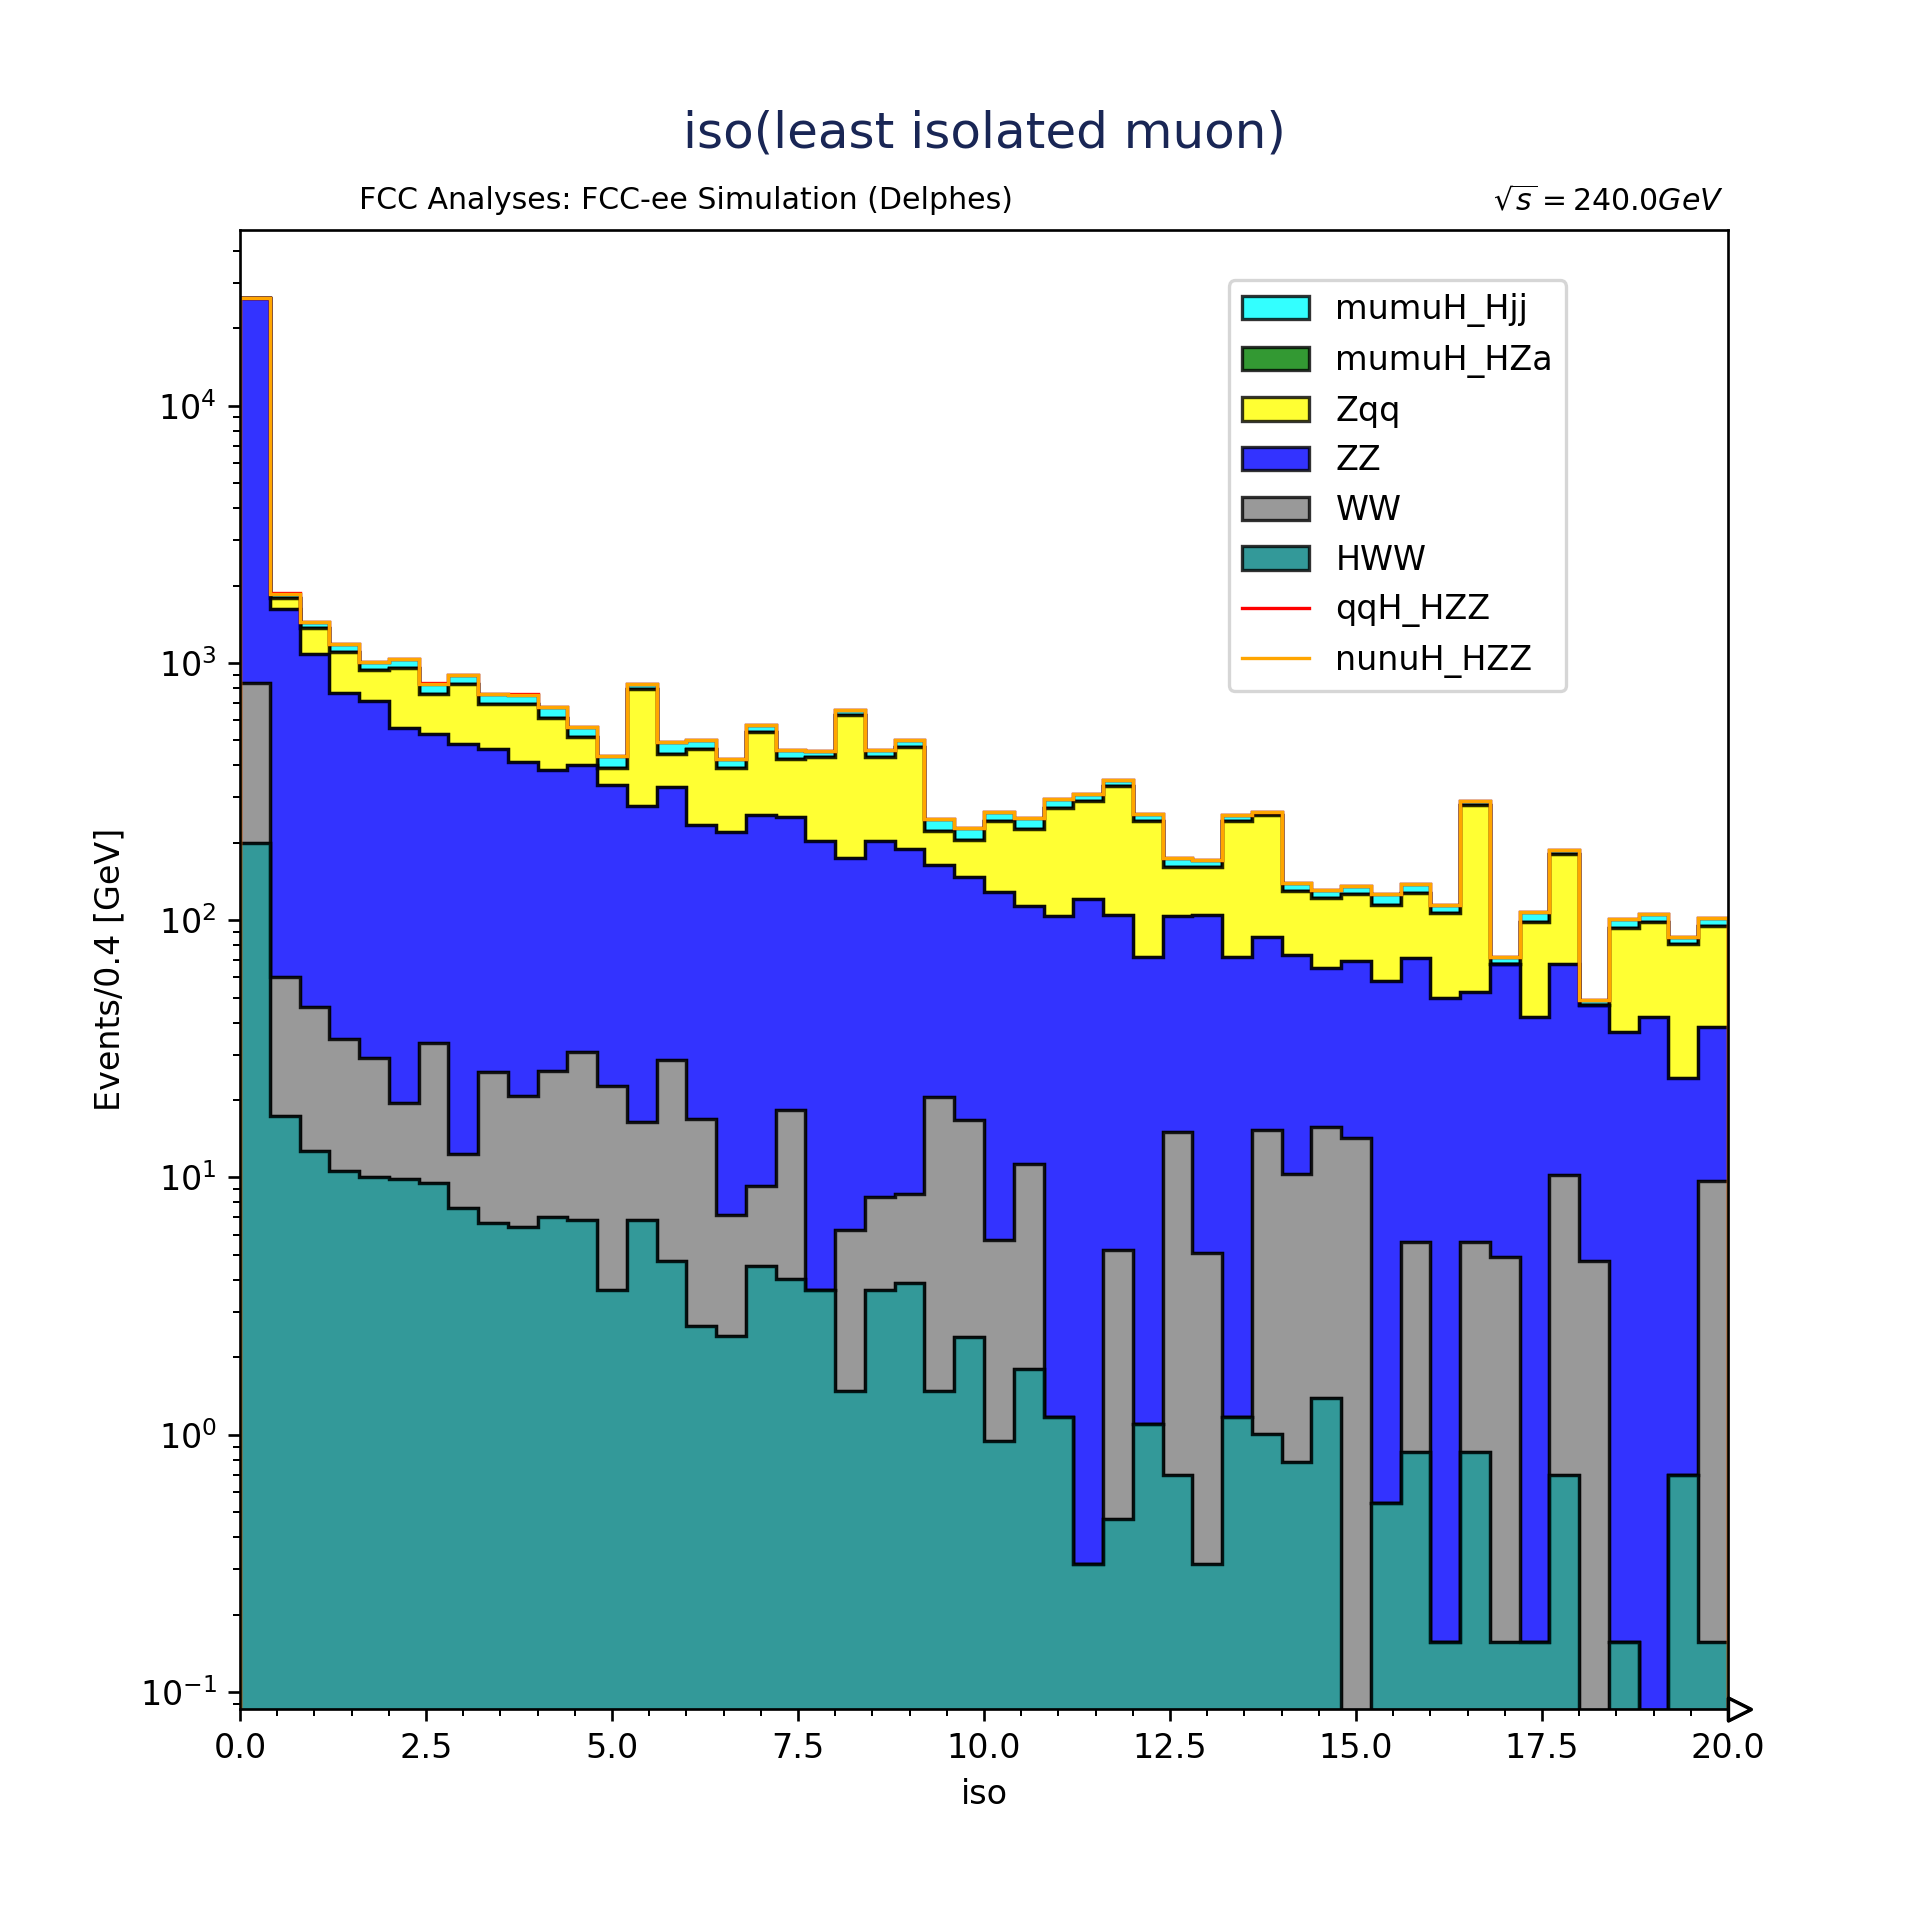 iso(least isolated muon)
FCC Analyses: FCC-ee Simulation (Delphes)
√s = 240.0GeV
mumuH_Hjj
mumuH_HZa
Zqq
ZZ
WW
HWW
qqH_HZZ
nunuH_HZZ
Events/0.4 [GeV]
10⁴
10³
10²
10¹
10⁰
10⁻¹
0.0 2.5 5.0 7.5 10.0 12.5 15.0 17.5 20.0
iso